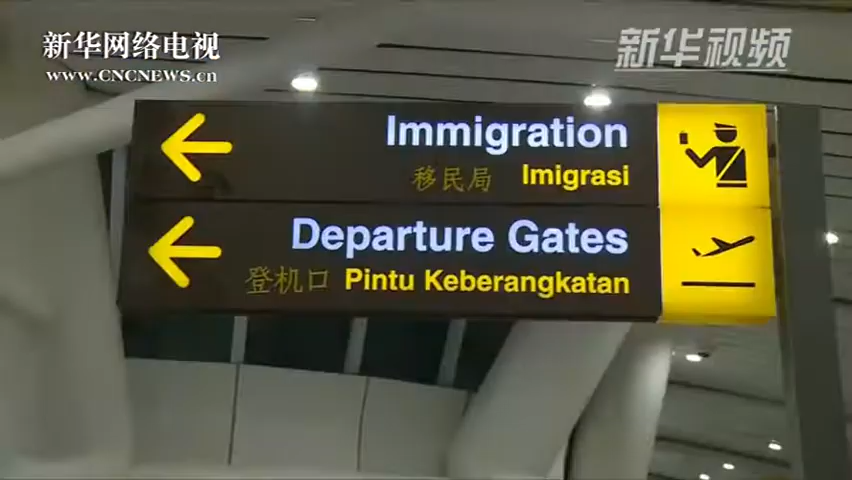 新华网络电视
www.CNCNEWS.cn
新华视频
Immigration
移民局 Imigrasi
Departure Gates
登机口 Pintu Keberangkatan